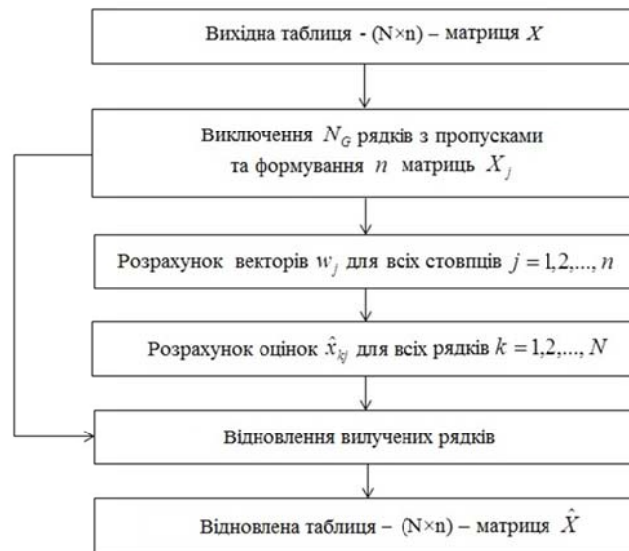 Вихідна таблиця - (N×n) – матриця X
Виключення N_G рядків з пропусками
та формування n матриць X_j
Розрахунок векторів w_j для всіх стовпців j = 1,2,..., n
Розрахунок оцінок x̂_kj для всіх рядків k = 1,2,..., N
Відновлення вилучених рядків
Відновлена таблиця – (N×n) – матриця X̂